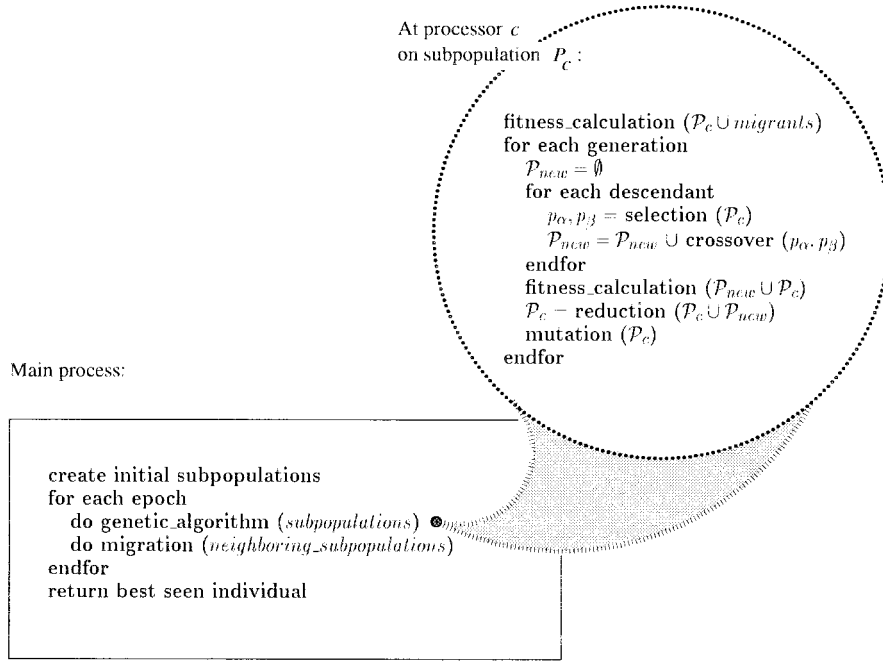 At processor c
on subpopulation P_c :
fitness_calculation (P_c ∪ migrants)
for each generation
P_new = ∅
for each descendant
p_α, p_β = selection (P_c)
P_new = P_new ∪ crossover (p_α, p_β)
endfor
fitness_calculation (P_new ∪ P_c)
P_c = reduction (P_c ∪ P_new)
mutation (P_c)
endfor
Main process:
create initial subpopulations
for each epoch
do genetic_algorithm (subpopulations)
do migration (neighboring_subpopulations)
endfor
return best seen individual